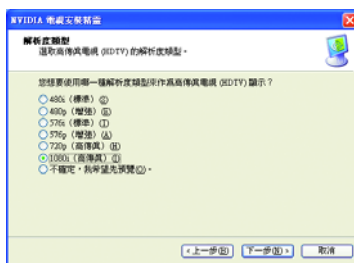 NVIDIA 電視安裝精靈
解析度類型
選取高傳真電視 (HDTV) 的解析度類型。
您想要使用哪一種解析度類型來作為高傳真電視 (HDTV) 顯示？
480i (標準) (S)
480p (增強) (E)
576i (標準) (T)
576p (增強) (A)
720p (高傳真) (H)
1080i (高傳真) (I)
不確定，我希望先預覽(O)。
<上一步(B)
下一步(N)>
取消